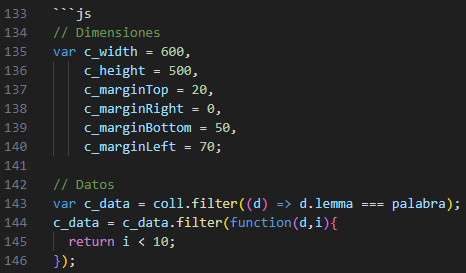 133 ```js
134 // Dimensiones
135 var c_width = 600,
136     c_height = 500,
137     c_marginTop = 20,
138     c_marginRight = 0,
139     c_marginBottom = 50,
140     c_marginLeft = 70;
141
142 // Datos
143 var c_data = coll.filter((d) => d.lemma === palabra);
144 c_data = c_data.filter(function(d,i){
145   return i < 10;
146 });